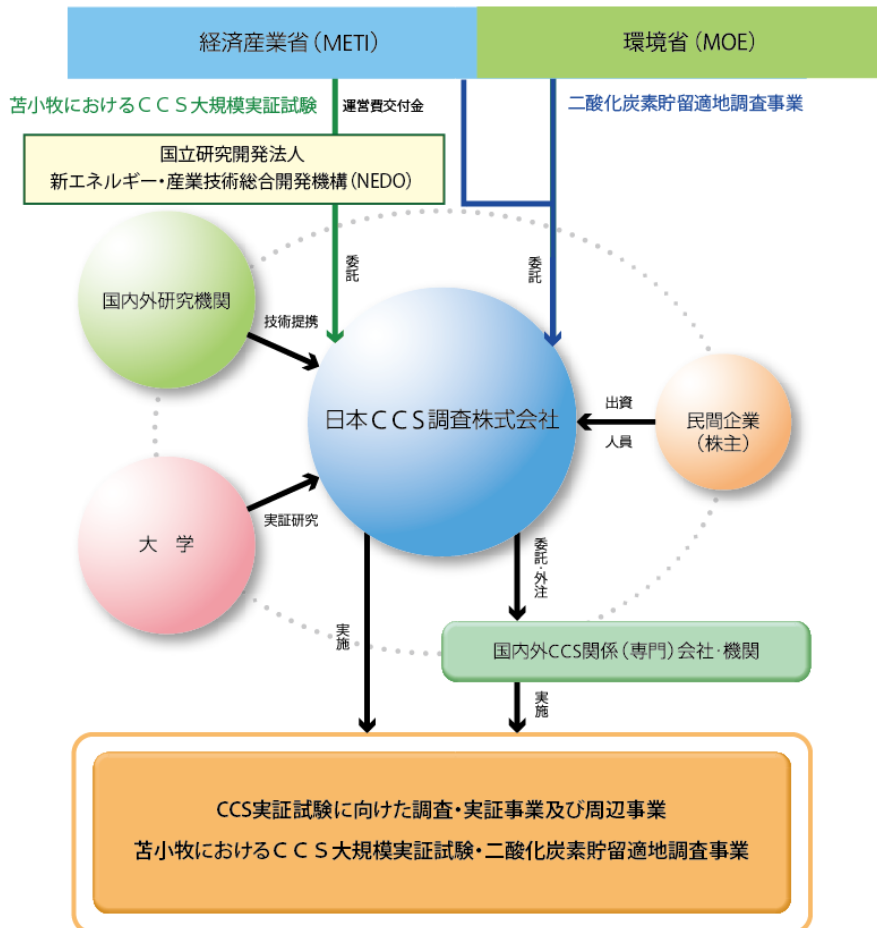 経済産業省(METI)
環境省(MOE)
苫小牧におけるCCS大規模実証試験
運営費交付金
二酸化炭素貯留適地調査事業
国立研究開発法人
新エネルギー・産業技術総合開発機構(NEDO)
委託
委託
国内外研究機関
技術提携
日本CCS調査株式会社
出資
人員
民間企業
(株主)
大 学
実証研究
委託・外注
実施
国内外CCS関係(専門)会社・機関
実施
CCS実証試験に向けた調査・実証事業及び周辺事業
苫小牧におけるCCS大規模実証試験・二酸化炭素貯留適地調査事業